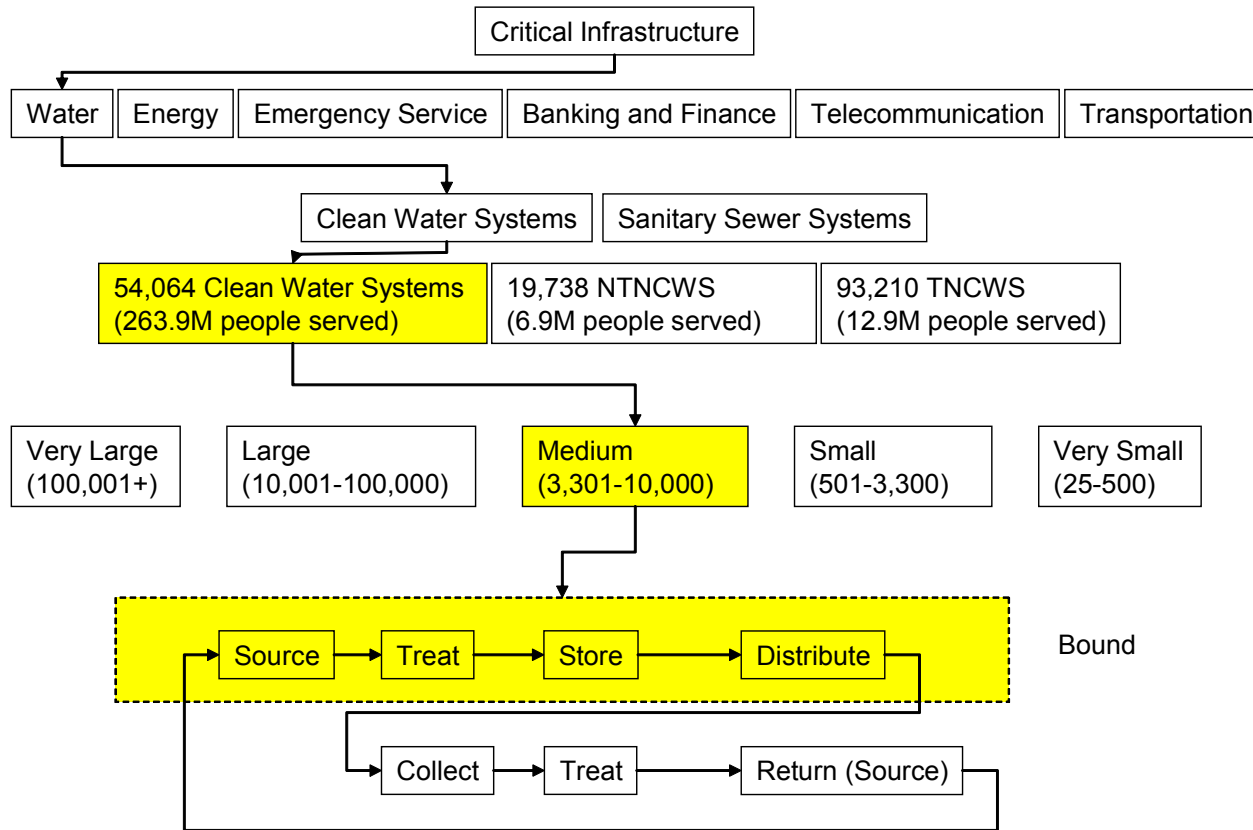 Critical Infrastructure
Water
Energy
Emergency Service
Banking and Finance
Telecommunication
Transportation
Clean Water Systems
Sanitary Sewer Systems
54,064 Clean Water Systems
(263.9M people served)
19,738 NTNCWS
(6.9M people served)
93,210 TNCWS
(12.9M people served)
Very Large
(100,001+)
Large
(10,001-100,000)
Medium
(3,301-10,000)
Small
(501-3,300)
Very Small
(25-500)
Source
Treat
Store
Distribute
Bound
Collect
Treat
Return (Source)